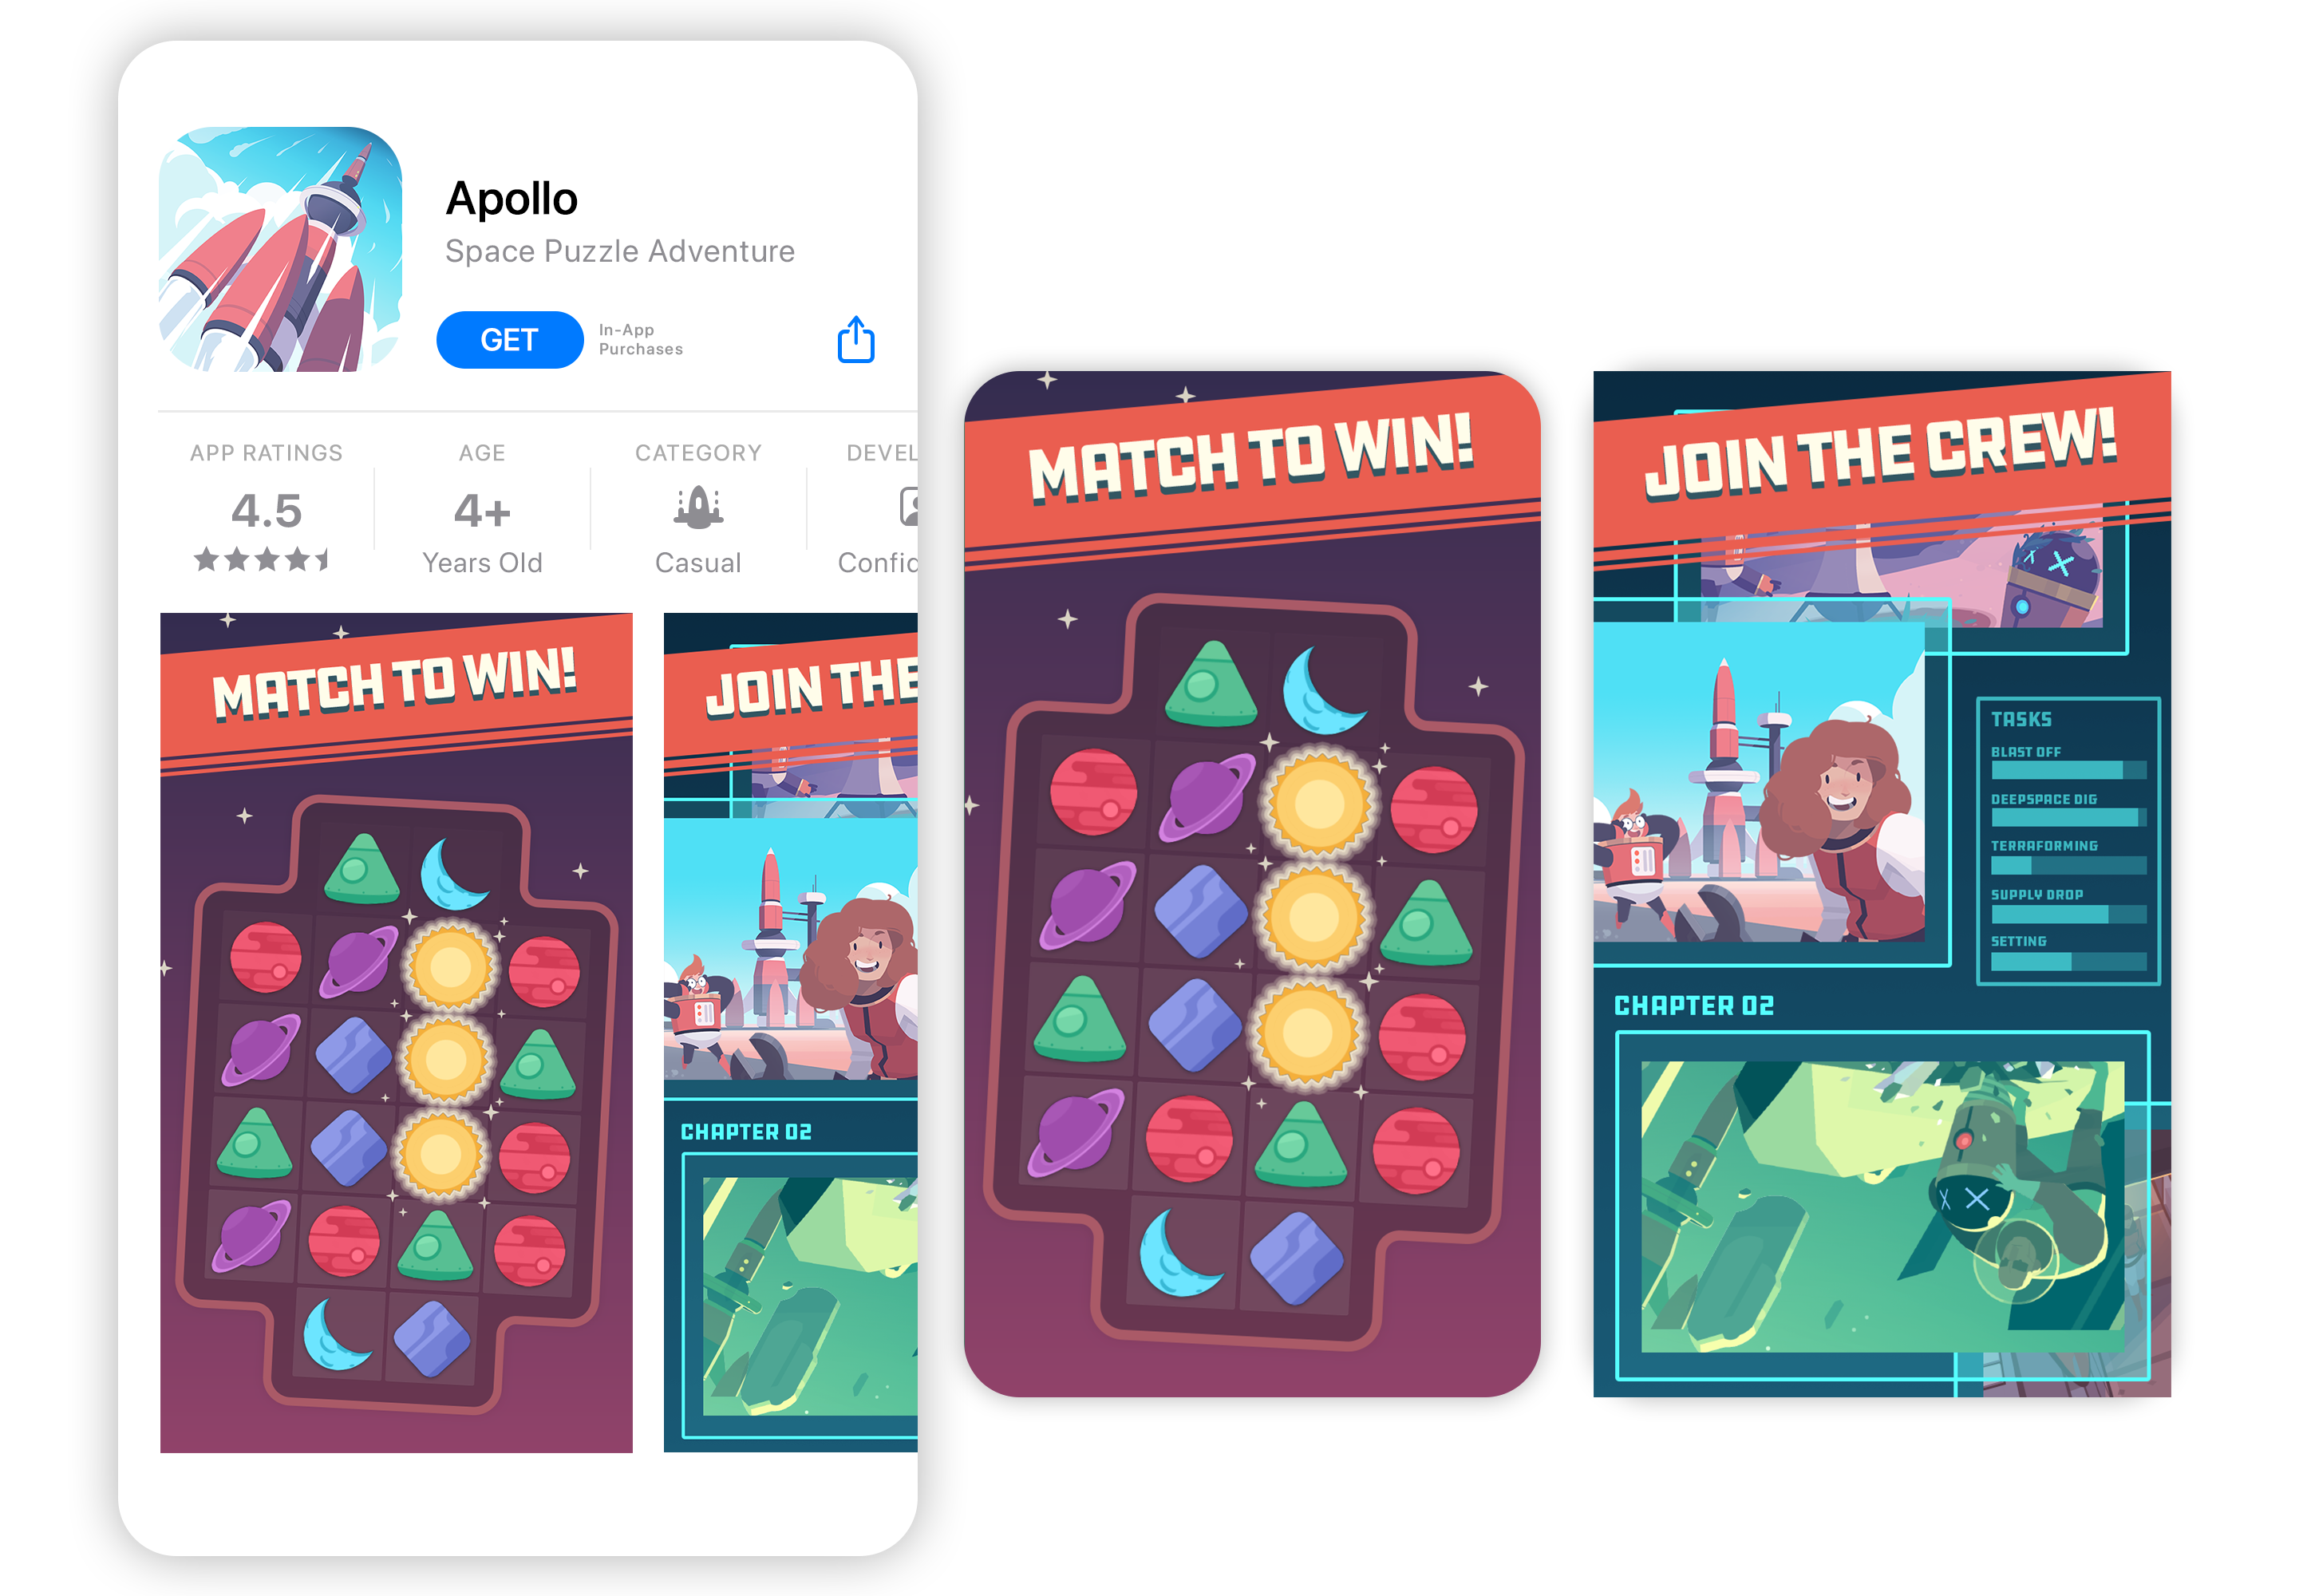 Apollo
Space Puzzle Adventure
GET
In-App
Purchases
APP RATINGS
4.5
AGE
4+
Years Old
CATEGORY
Casual
DEVEL
Confid
MATCH TO WIN!
JOIN THE
CHAPTER 02
MATCH TO WIN!
JOIN THE CREW!
TASKS
BLAST OFF
DEEPSPACE DIG
TERRAFORMING
SUPPLY DROP
SETTING
CHAPTER 02